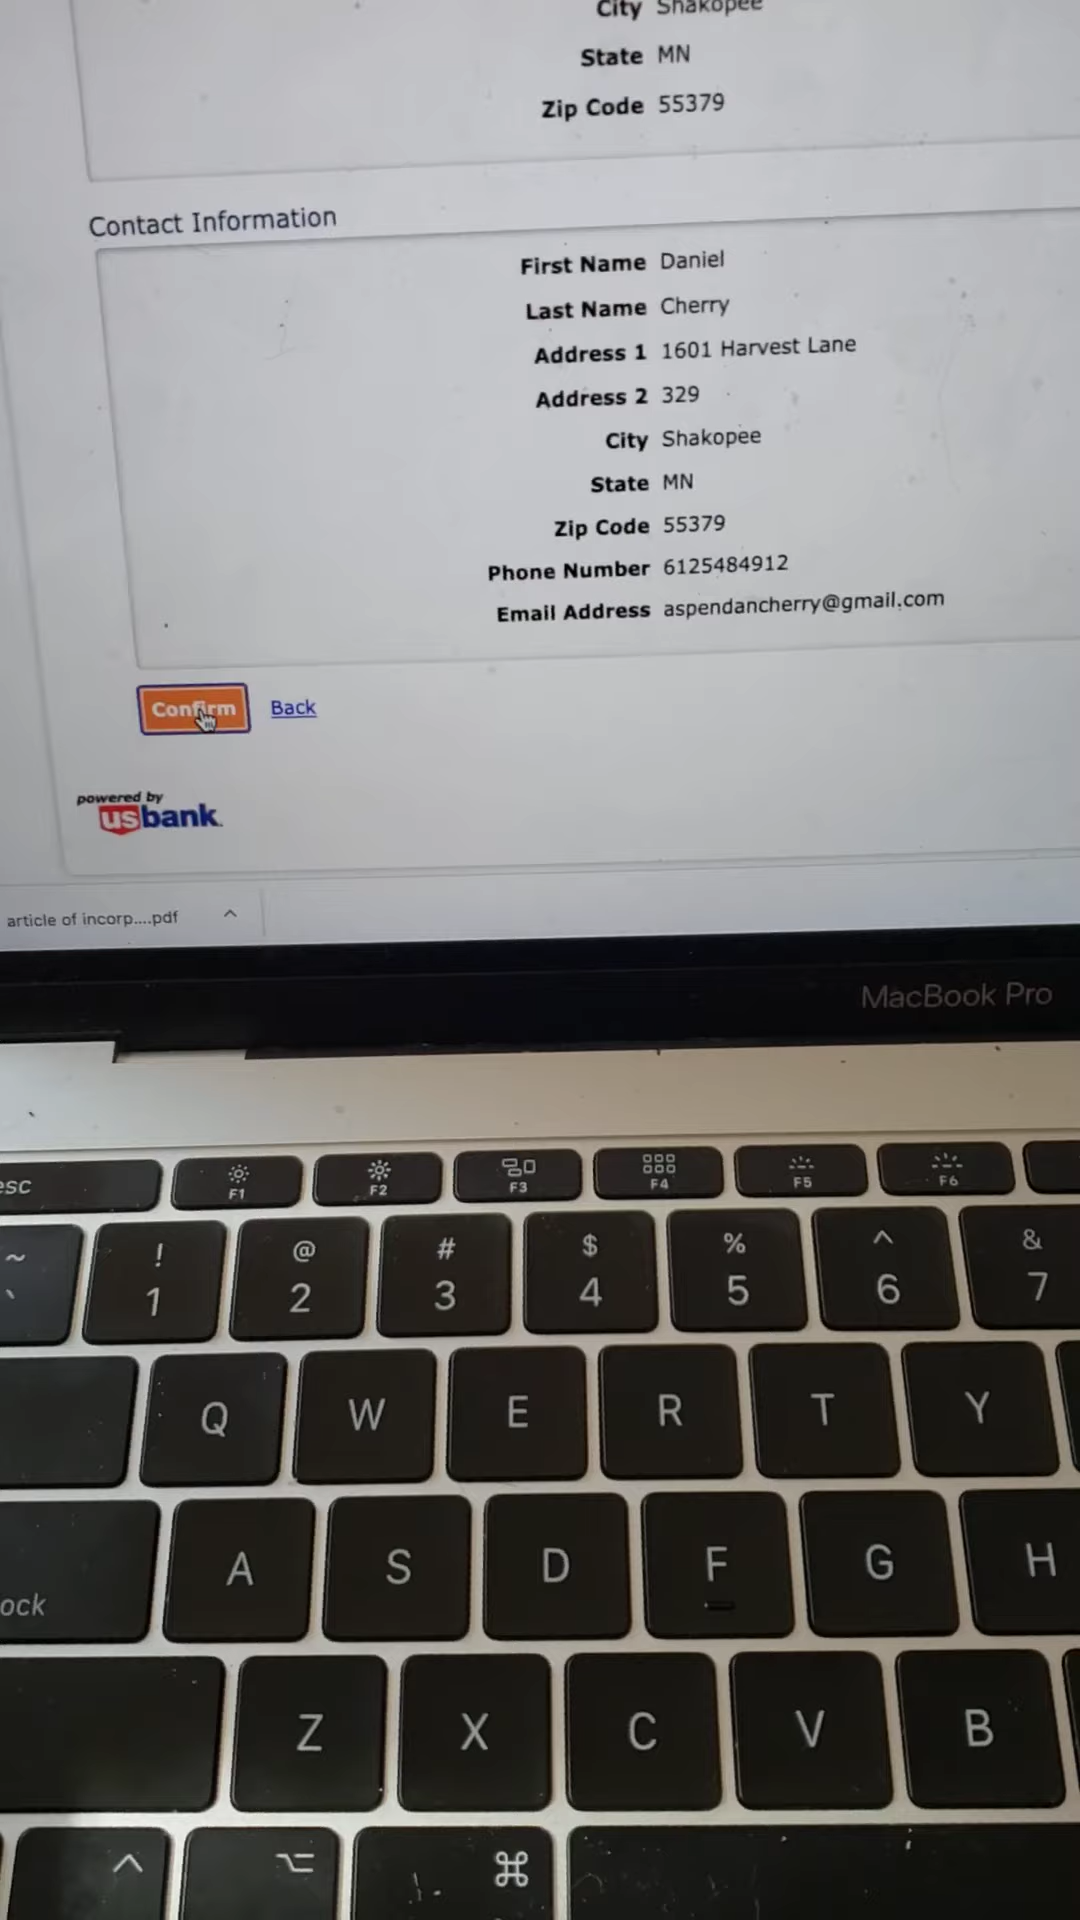 City Shakopee
State MN
Zip Code 55379
Contact Information
First Name Daniel
Last Name Cherry
Address 1 1601 Harvest Lane
Address 2 329
City Shakopee
State MN
Zip Code 55379
Phone Number 6125484912
Email Address aspendancherry@gmail.com
Confirm Back
powered by
usbank.
article of incorp....pdf
MacBook Pro
esc F1 F2 F3 F4 F5 F6
~ ! @ # $ % ^ &
` 1 2 3 4 5 6 7
Q W E R T Y
A S D F G H
ock
Z X C V B